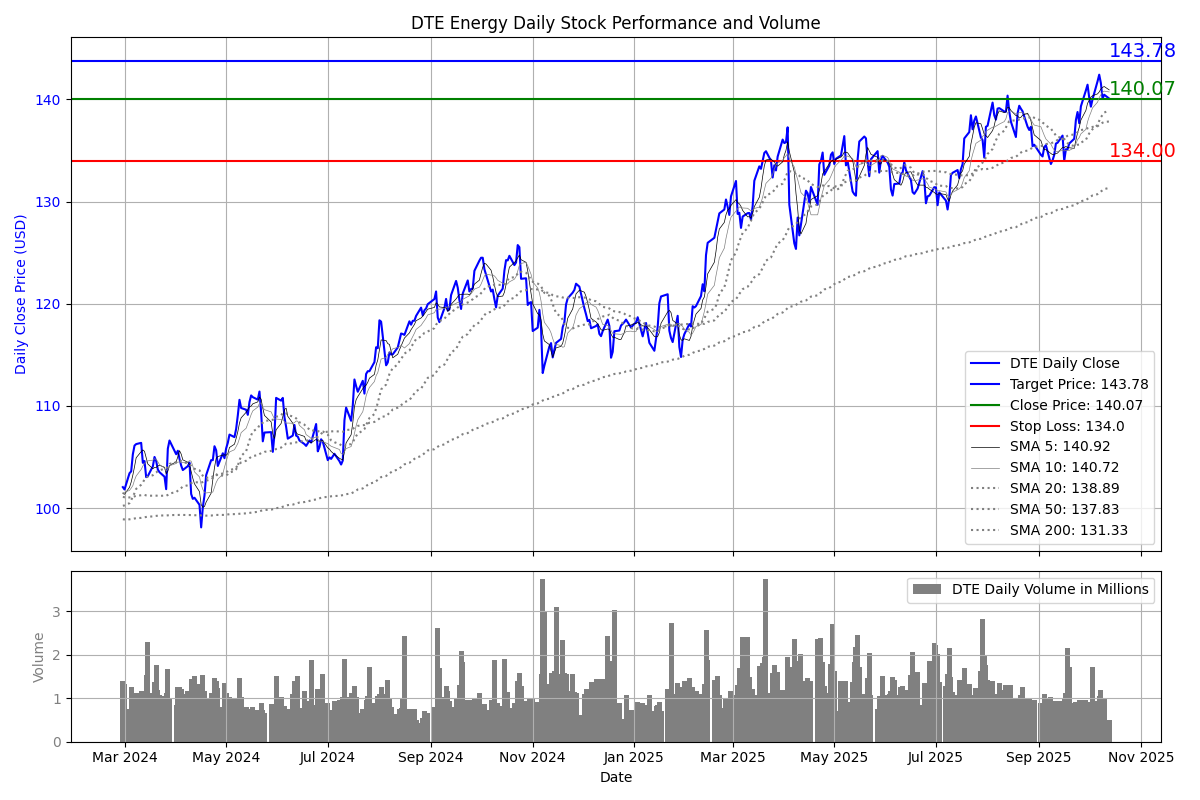 DTE Energy Daily Stock Performance and Volume
143.78
140.07
134.00
140
130
120
110
100
Daily Close Price (USD)
DTE Daily Close
Target Price: 143.78
Close Price: 140.07
Stop Loss: 134.0
SMA 5: 140.92
SMA 10: 140.72
SMA 20: 138.89
SMA 50: 137.83
SMA 200: 131.33
DTE Daily Volume in Millions
3
2
1
0
Volume
Mar 2024 May 2024 Jul 2024 Sep 2024 Nov 2024 Jan 2025 Mar 2025 May 2025 Jul 2025 Sep 2025 Nov 2025
Date